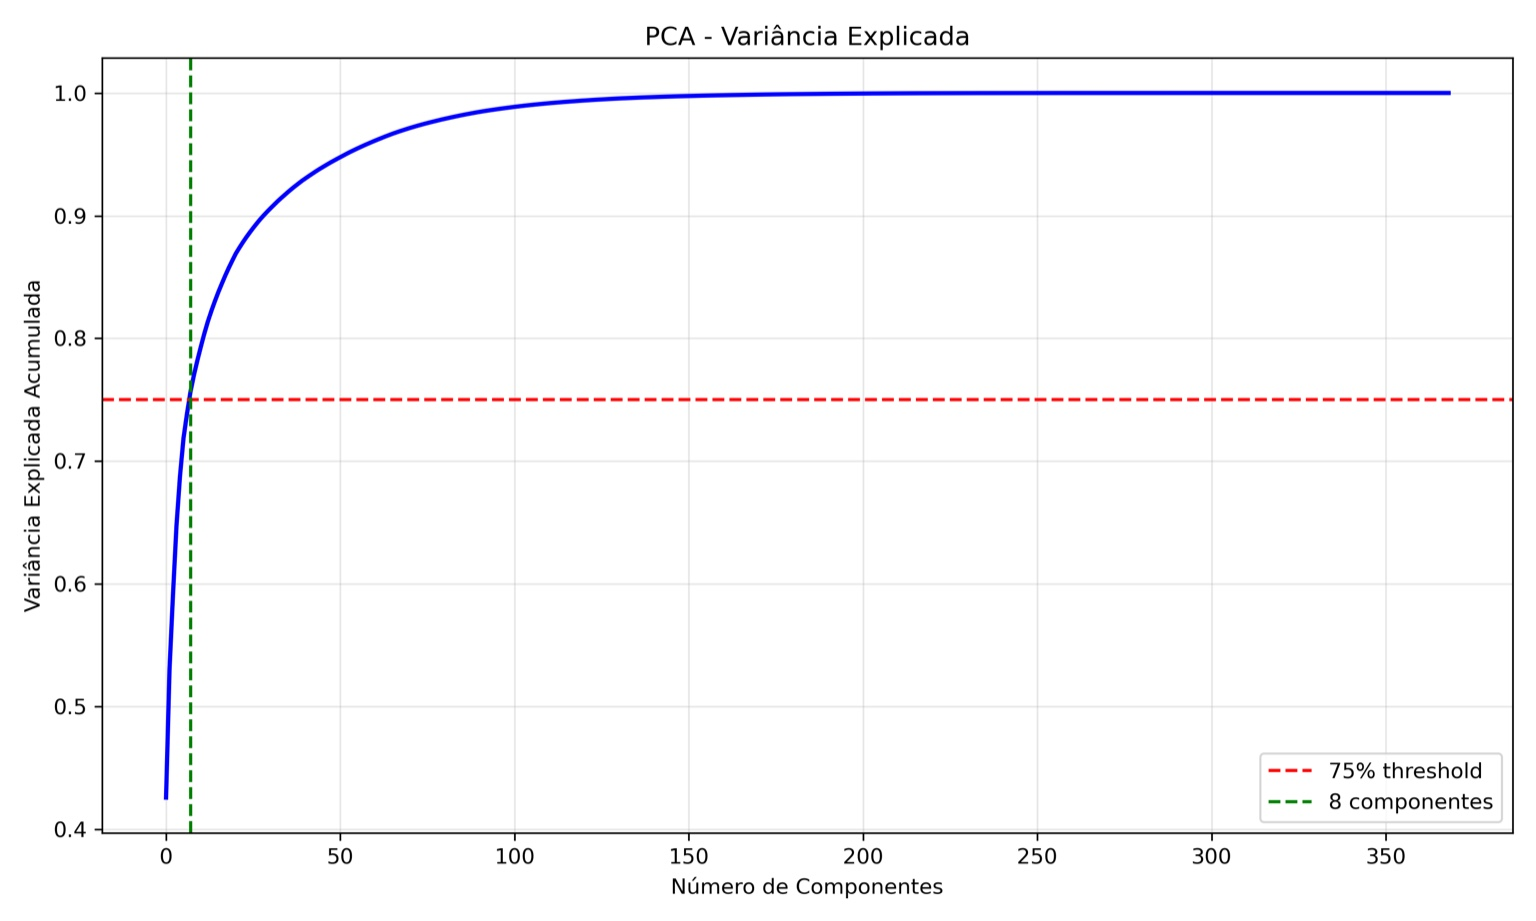 PCA - Variância Explicada
Variância Explicada Acumulada
1.0
0.9
0.8
0.7
0.6
0.5
0.4
0 50 100 150 200 250 300 350
Número de Componentes
75% threshold
8 componentes